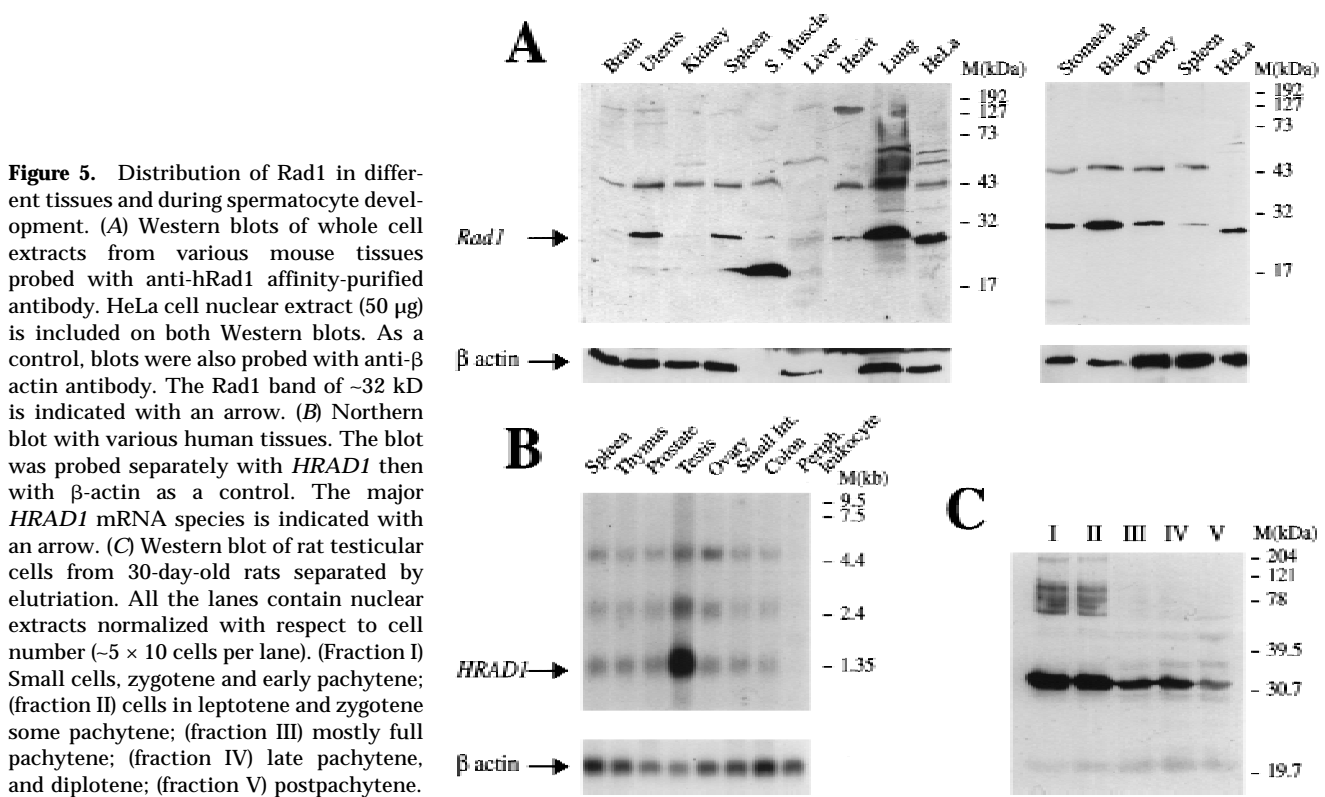 Figure 5. Distribution of Rad1 in differ-
ent tissues and during spermatocyte devel-
opment. (A) Western blots of whole cell
extracts from various mouse tissues
probed with anti-hRad1 affinity-purified
antibody. HeLa cell nuclear extract (50 µg)
is included on both Western blots. As a
control, blots were also probed with anti-β
actin antibody. The Rad1 band of ~32 kD
is indicated with an arrow. (B) Northern
blot with various human tissues. The blot
was probed separately with HRAD1 then
with β-actin as a control. The major
HRAD1 mRNA species is indicated with
an arrow. (C) Western blot of rat testicular
cells from 30-day-old rats separated by
elutriation. All the lanes contain nuclear
extracts normalized with respect to cell
number (~5 × 10 cells per lane). (Fraction I)
Small cells, zygotene and early pachytene;
(fraction II) cells in leptotene and zygotene
some pachytene; (fraction III) mostly full
pachytene; (fraction IV) late pachytene,
and diplotene; (fraction V) postpachytene.
A
Brain Uterus Kidney Spleen S. Muscle Liver Heart Lung HeLa
M(kDa)
- 192
- 127
- 73
- 43
- 32
- 17
Rad1
β actin
Stomach Bladder Ovary Spleen HeLa
M(kDa)
- 192
- 127
- 73
- 43
- 32
- 17
B
Spleen Thymus Prostate Testis Ovary Small Int. Colon Periph leukocyte
M(kb)
- 9.5
- 7.5
- 4.4
- 2.4
- 1.35
HRAD1
β actin
C
I II III IV V M(kDa)
- 204
- 121
- 78
- 39.5
- 30.7
- 19.7